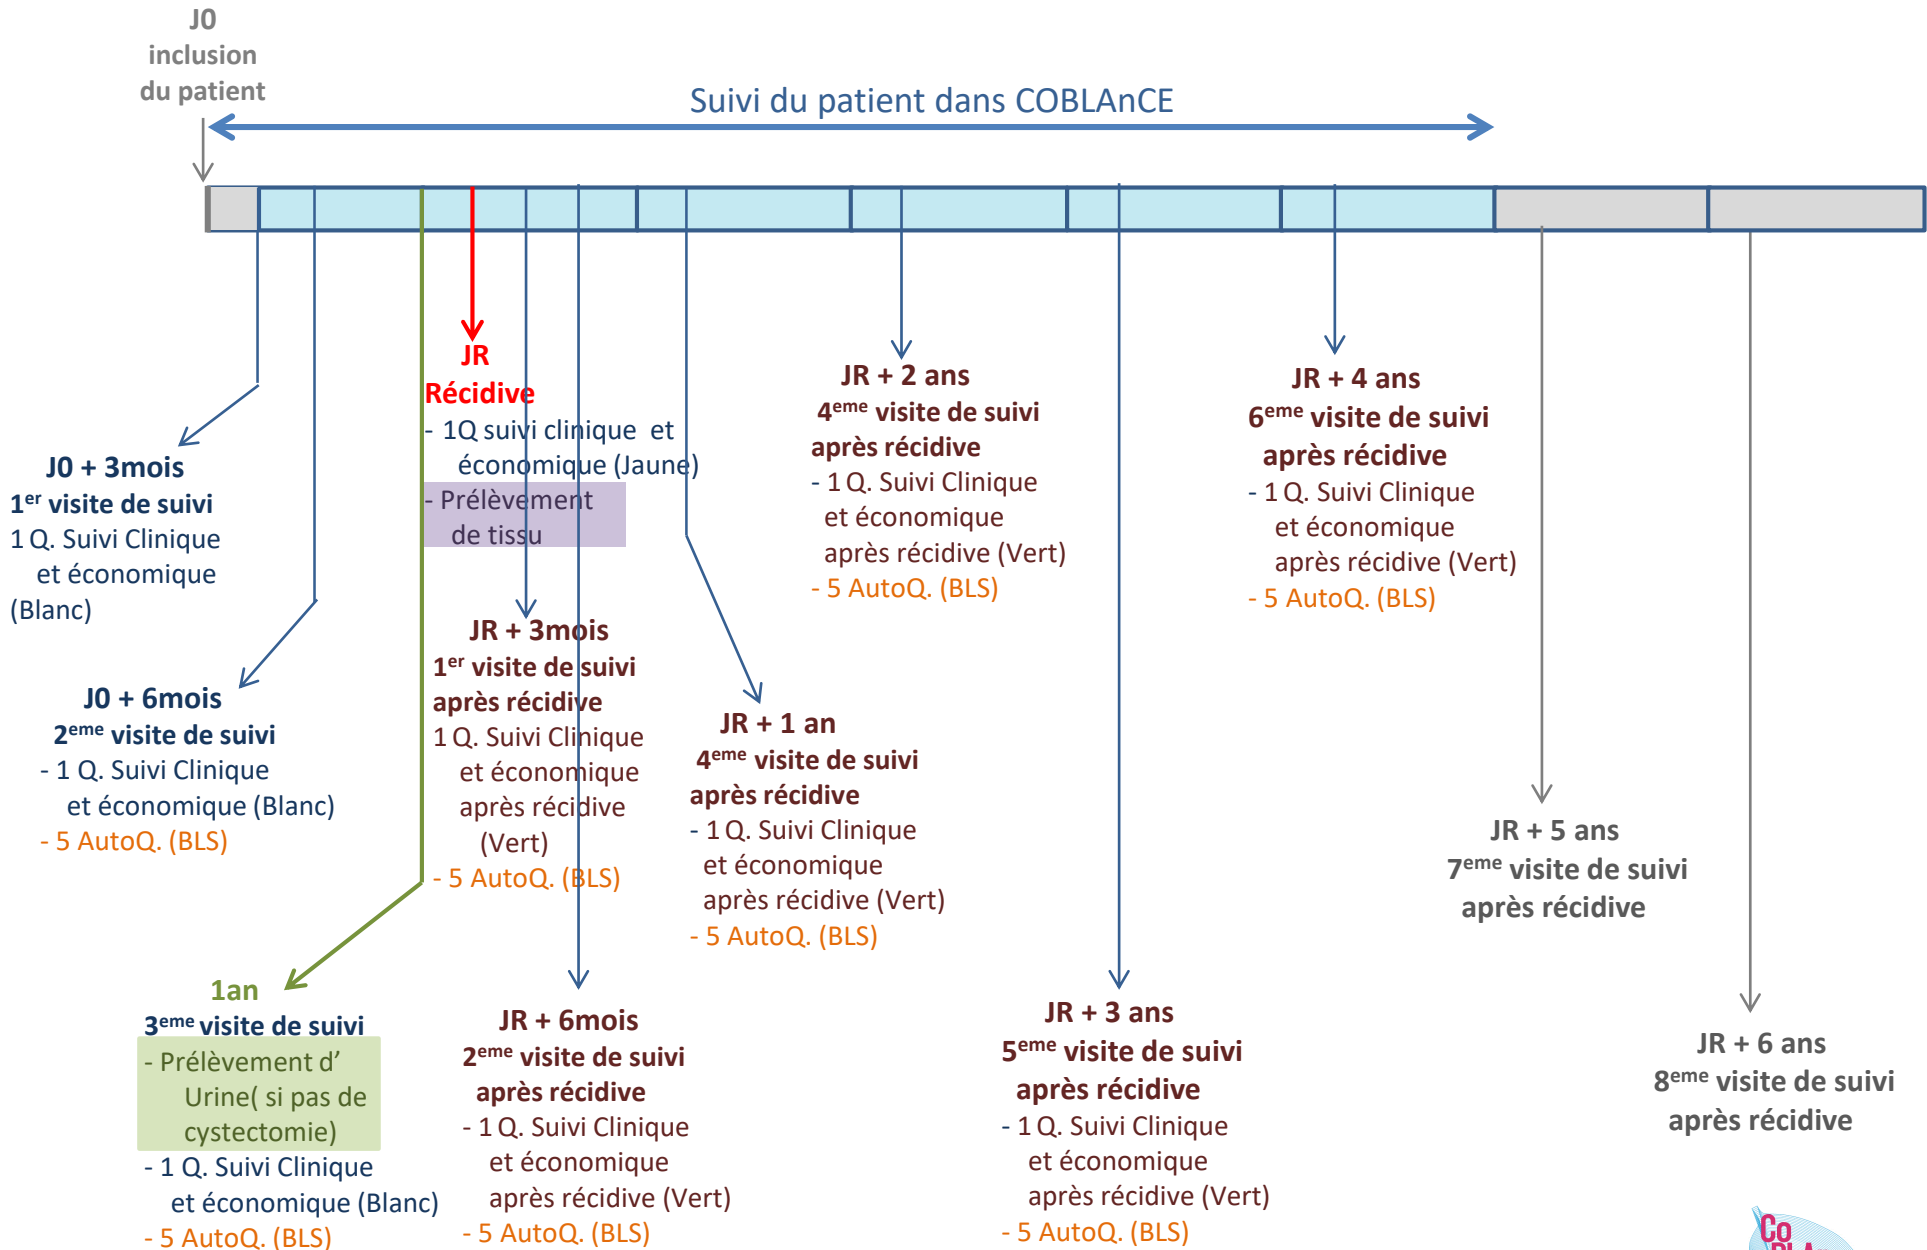 J0
inclusion
du patient
Suivi du patient dans COBLAnCE
J0 + 3mois
1er visite de suivi
1 Q. Suivi Clinique
et économique
(Blanc)
J0 + 6mois
2eme visite de suivi
- 1 Q. Suivi Clinique
et économique (Blanc)
- 5 AutoQ. (BLS)
1an
3eme visite de suivi
- Prélèvement d'
Urine( si pas de
cystectomie)
- 1 Q. Suivi Clinique
et économique (Blanc)
- 5 AutoQ. (BLS)
JR
Récidive
- 1Q suivi clinique et
économique (Jaune)
- Prélèvement
de tissu
JR + 3mois
1er visite de suivi
après récidive
1 Q. Suivi Clinique
et économique
après récidive
(Vert)
- 5 AutoQ. (BLS)
JR + 6mois
2eme visite de suivi
après récidive
- 1 Q. Suivi Clinique
et économique
après récidive (Vert)
- 5 AutoQ. (BLS)
JR + 1 an
4eme visite de suivi
après récidive
- 1 Q. Suivi Clinique
et économique
après récidive (Vert)
- 5 AutoQ. (BLS)
JR + 2 ans
4eme visite de suivi
après récidive
- 1 Q. Suivi Clinique
et économique
après récidive (Vert)
- 5 AutoQ. (BLS)
JR + 3 ans
5eme visite de suivi
après récidive
- 1 Q. Suivi Clinique
et économique
après récidive (Vert)
- 5 AutoQ. (BLS)
JR + 4 ans
6eme visite de suivi
après récidive
- 1 Q. Suivi Clinique
et économique
après récidive (Vert)
- 5 AutoQ. (BLS)
JR + 5 ans
7eme visite de suivi
après récidive
JR + 6 ans
8eme visite de suivi
après récidive
Co